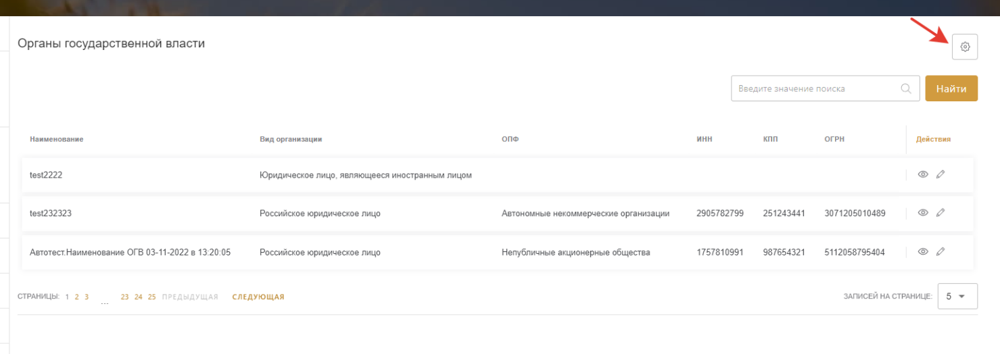 Органы государственной власти
Введите значение поиска Найти
Наименование Вид организации ОПФ ИНН КПП ОГРН Действия
test2222 Юридическое лицо, являющееся иностранным лицом
test232323 Российское юридическое лицо Автономные некоммерческие организации 2905782799 251243441 3071205010489
Автотест.Наименование ОГВ 03-11-2022 в 13:20:05 Российское юридическое лицо Непубличные акционерные общества 1757810991 987654321 5112058795404
СТРАНИЦЫ: 1 2 3 ... 23 24 25 ПРЕДЫДУЩАЯ СЛЕДУЮЩАЯ ЗАПИСЕЙ НА СТРАНИЦЕ: 5